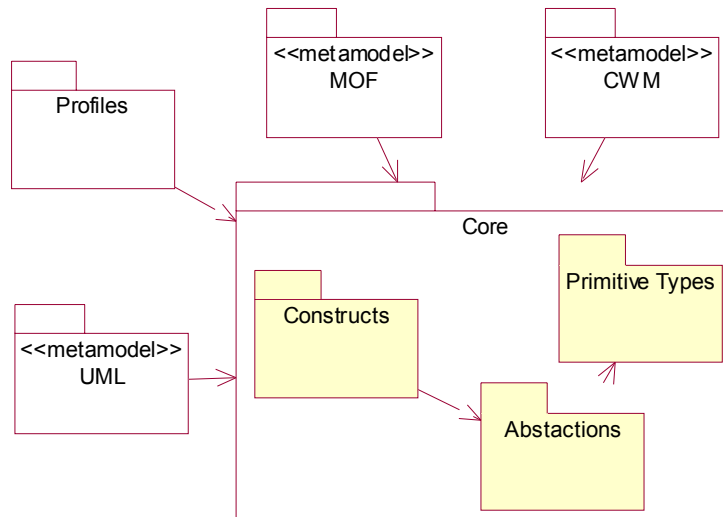 <<metamodel>>
MOF
<<metamodel>>
CWM
Profiles
Core
Primitive Types
Constructs
<<metamodel>>
UML
Abstactions